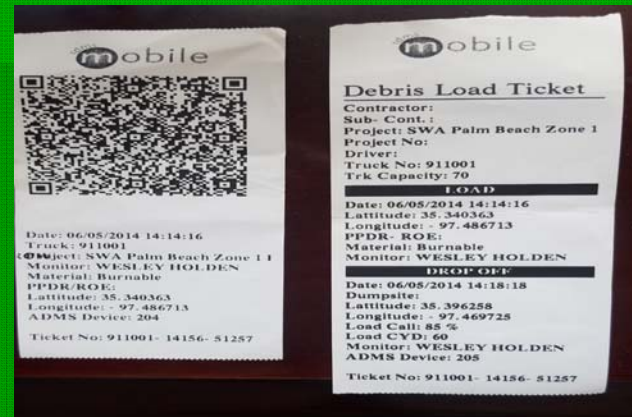 mobile
Date: 06/05/2014 14:14:16
Truck: 911001
Project: SWA Palm Beach Zone 1
Monitor: WESLEY HOLDEN
Material: Burnable
PPDR/ROE:
Lattitude: 35.340363
Longitude: - 97.486713
ADMS Device: 204
Ticket No: 911001- 14156- 51257
mobile
Debris Load Ticket
Contractor:
Sub- Cont. :
Project: SWA Palm Beach Zone 1
Project No:
Driver:
Truck No: 911001
Trk Capacity: 70
LOAD
Date: 06/05/2014 14:14:16
Lattitude: 35.340363
Longitude: - 97.486713
PPDR- ROE:
Material: Burnable
Monitor: WESLEY HOLDEN
DROP OFF
Date: 06/05/2014 14:18:18
Dumpsite:
Lattitude: 35.396258
Longitude: - 97.469725
Load Call: 85 %
Load CYD: 60
Monitor: WESLEY HOLDEN
ADMS Device: 205
Ticket No: 911001- 14156- 51257